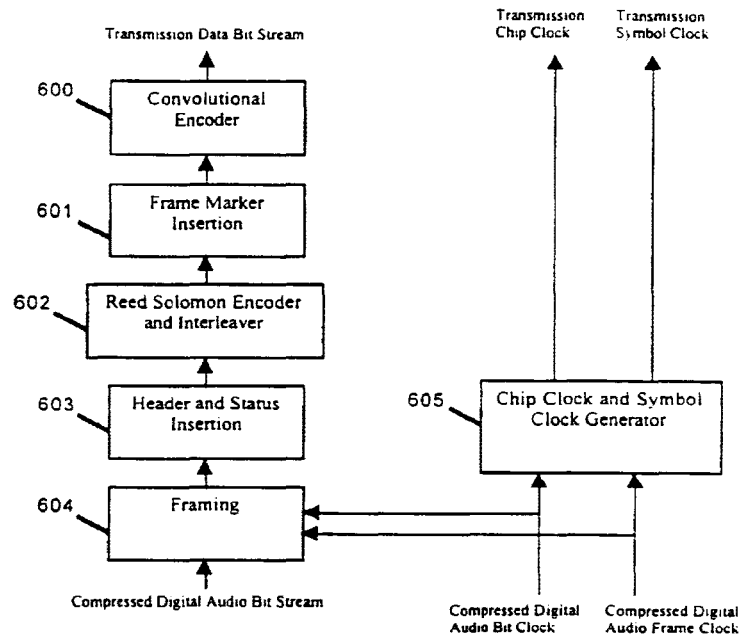 Transmission
Chip Clock
Transmission
Symbol Clock
Transmission Data Bit Stream
600
Convolutional
Encoder
601
Frame Marker
Insertion
602
Reed Solomon Encoder
and Interleaver
603
Header and Status
Insertion
605
Chip Clock and Symbol
Clock Generator
604
Framing
Compressed Digital Audio Bit Stream
Compressed Digital
Audio Bit Clock
Compressed Digital
Audio Frame Clock